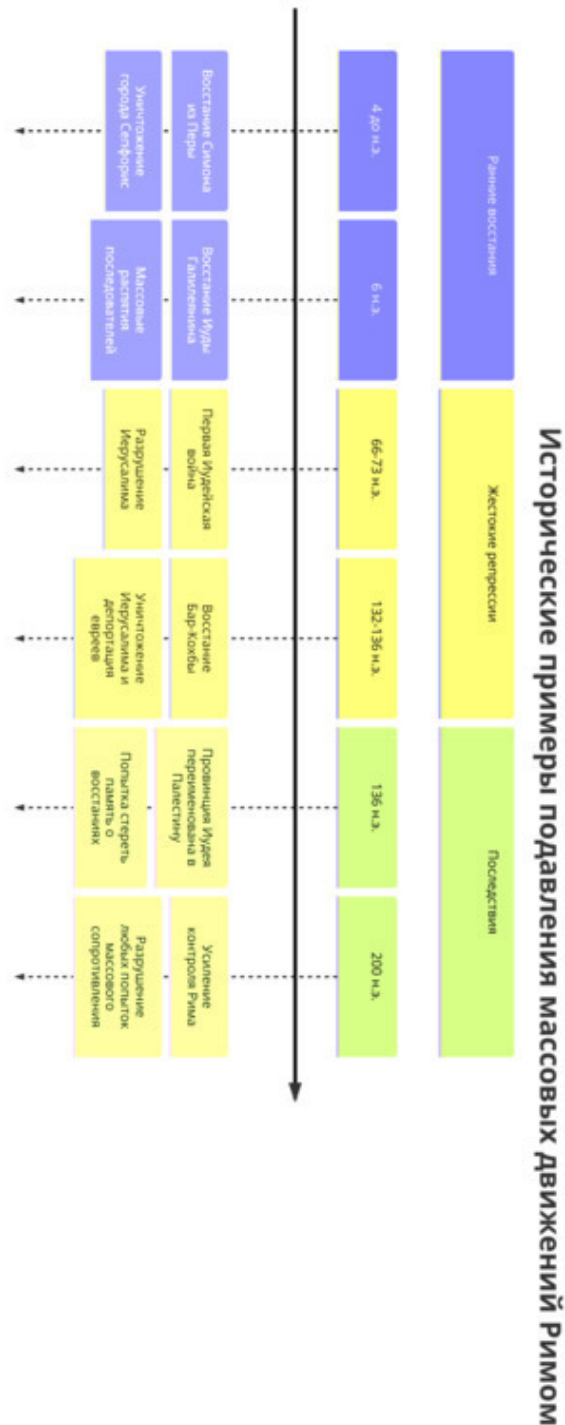 Исторические примеры подавления массовых движений Римом
Ранние восстания
Жестокие репрессии
Последствия
4 до н.э.
6 н.э.
66-73 н.э.
132-136 н.э.
136 н.э.
200 н.э.
Восстание Симона
из Перы
Восстание Иуды
Галилеянина
Первая Иудейская
война
Восстание
Бар-Кохбы
Провинция Иудея
переименована в
Палестину
Усиление
контроля Рима
Уничтожение
города Сепфорис
Массовые
распятия
последователей
Разрушение
Иерусалима
Уничтожение
Иерусалима и
депортация
евреев
Попытка стереть
память о
восстаниях
Разрушение
любых попыток
массового
сопротивления